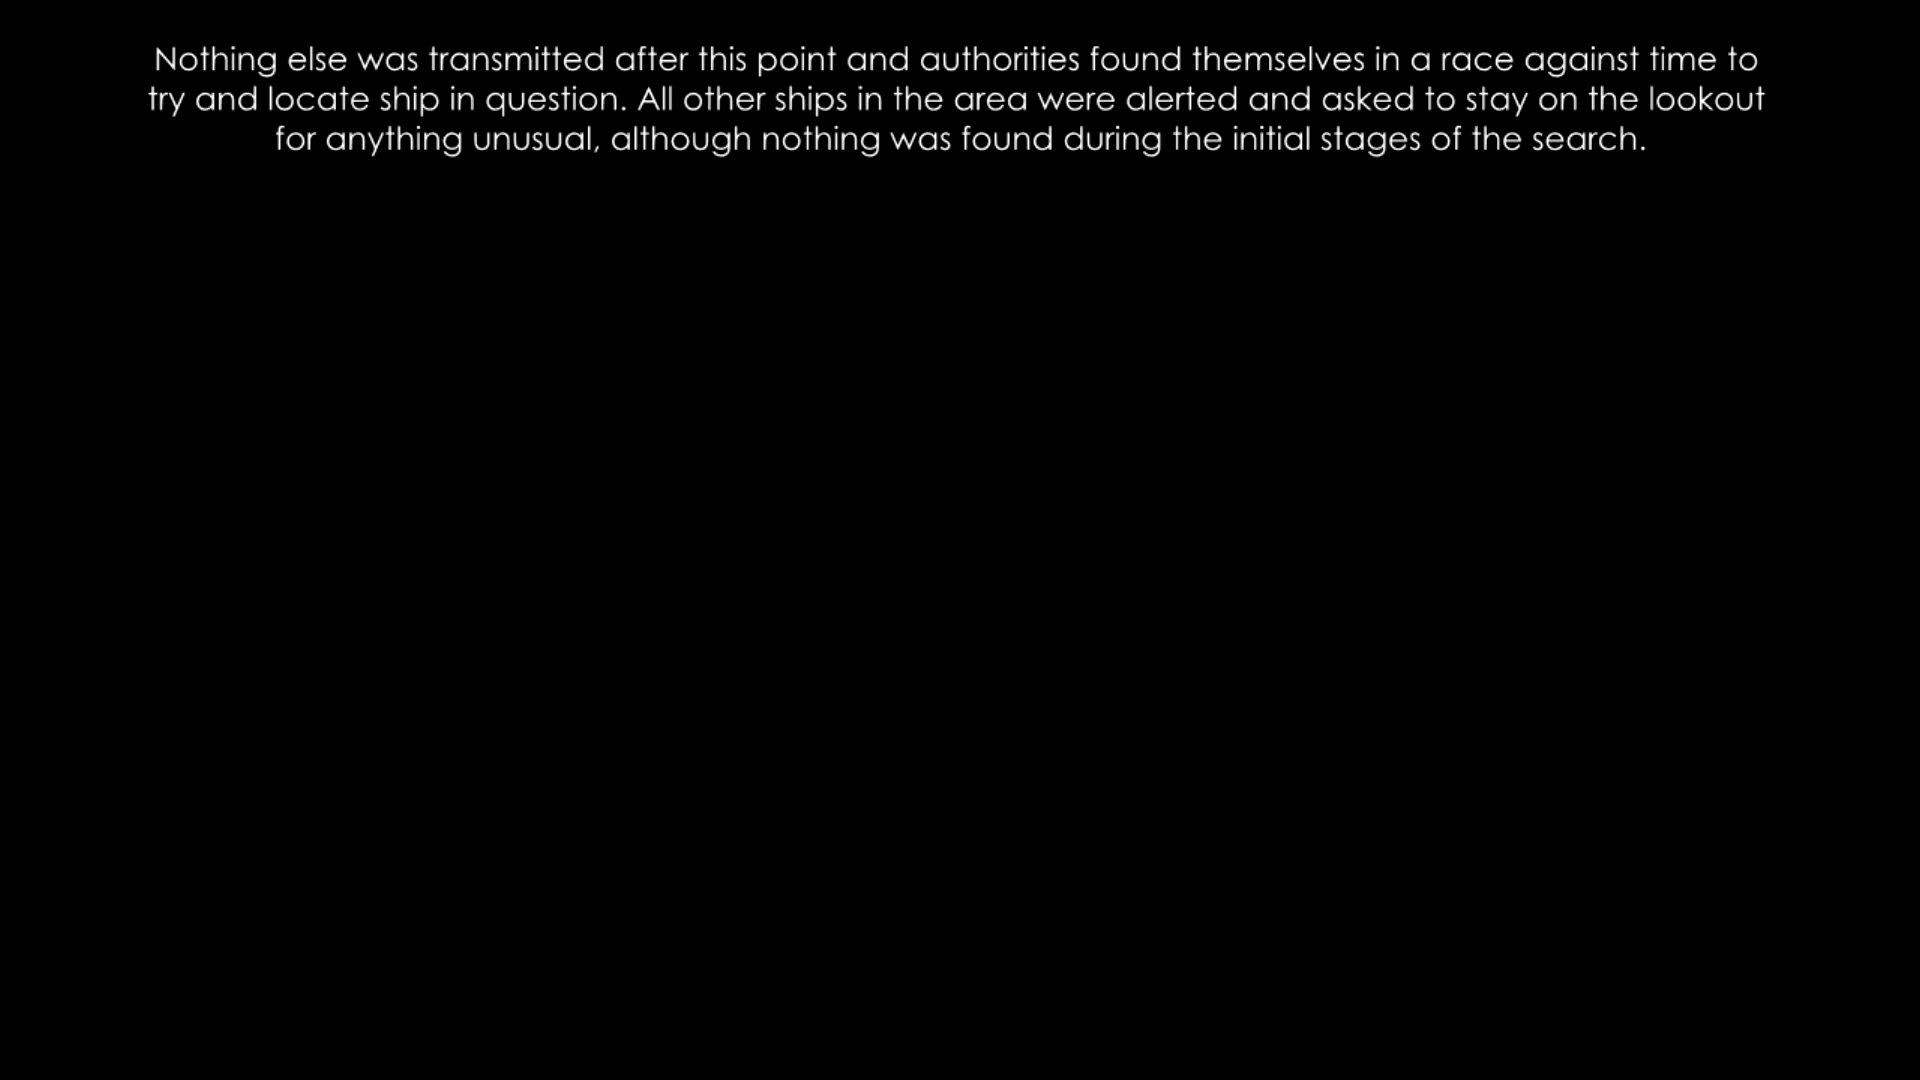 Nothing else was transmitted after this point and authorities found themselves in a race against time to
try and locate ship in question. All other ships in the area were alerted and asked to stay on the lookout
for anything unusual, although nothing was found during the initial stages of the search.